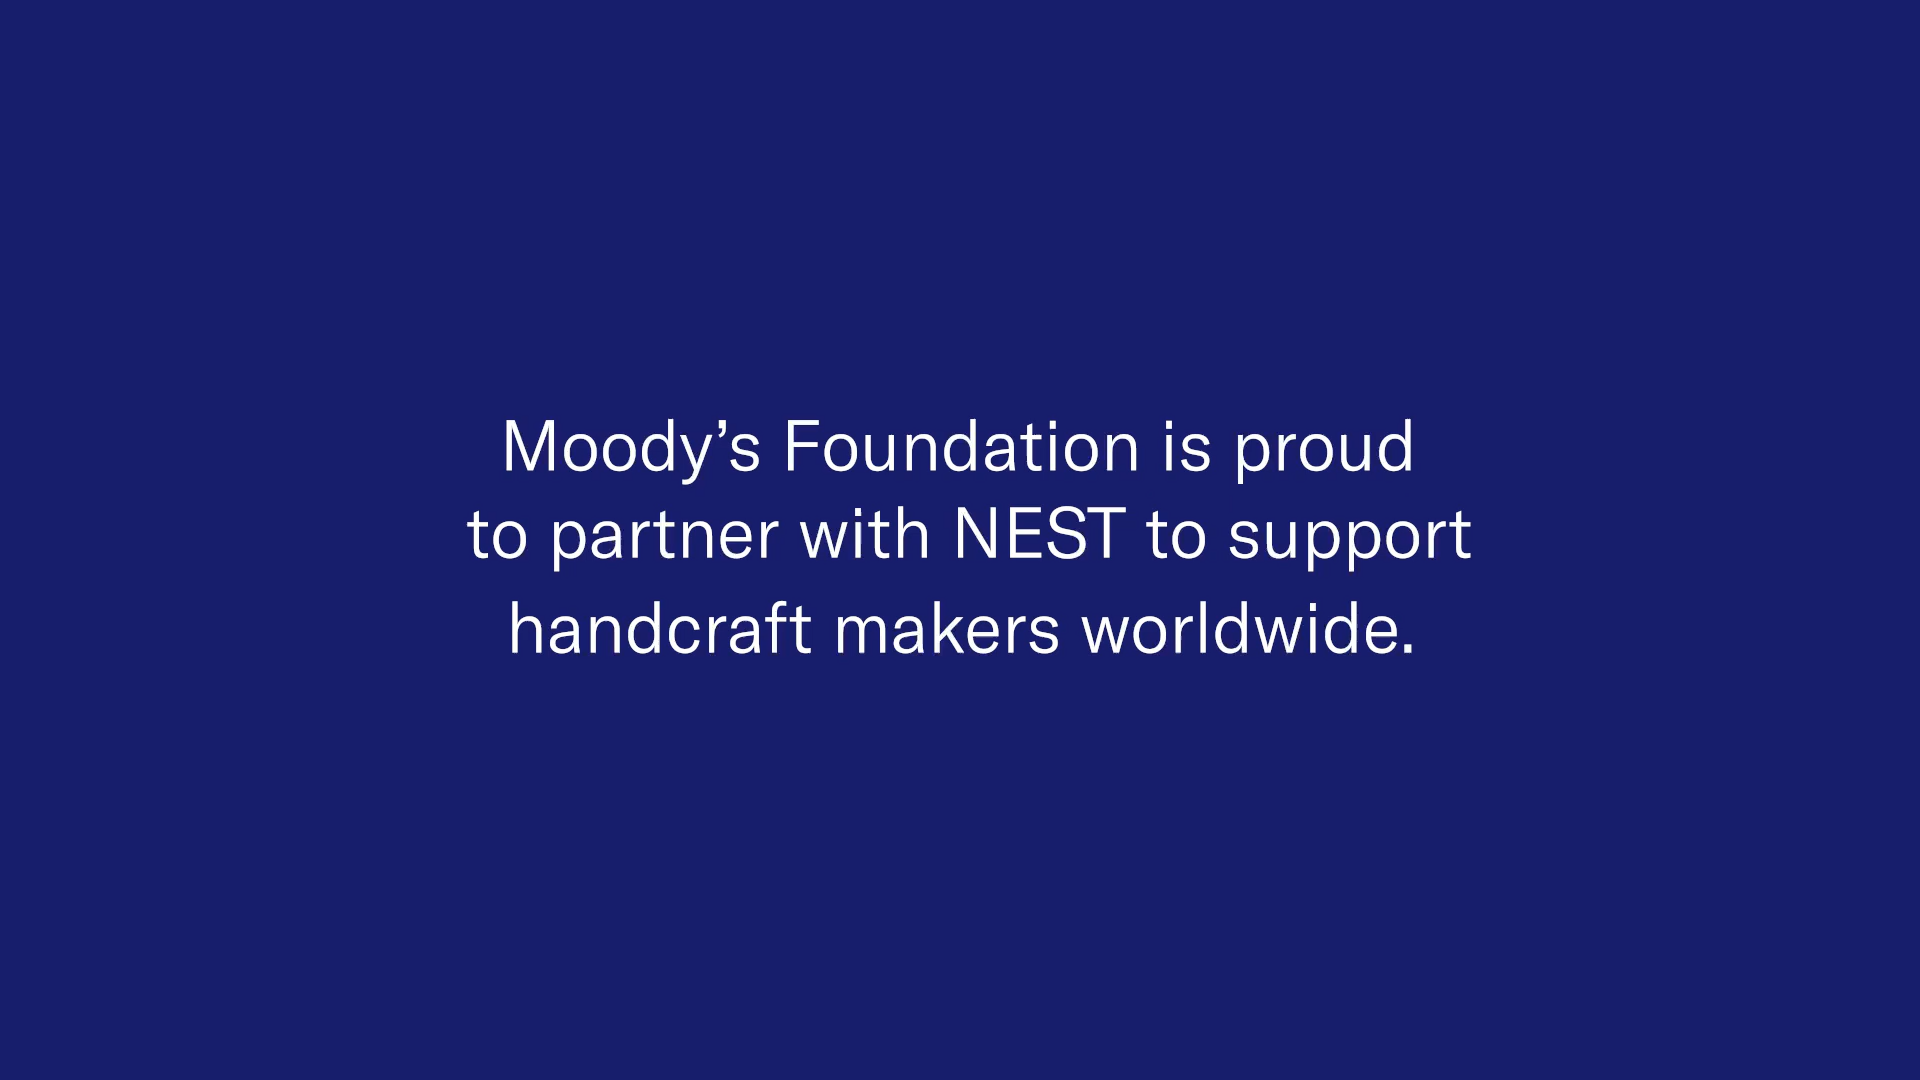 Moody’s Foundation is proud
to partner with NEST to support
handcraft makers worldwide.